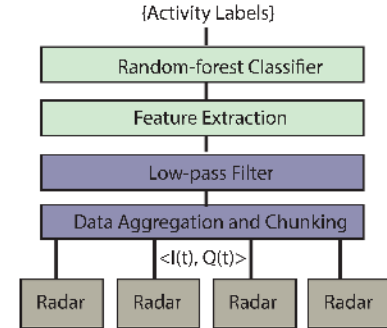 {Activity Labels}
Random-forest Classifier
Feature Extraction
Low-pass Filter
Data Aggregation and Chunking
<I(t), Q(t)>
Radar Radar Radar Radar